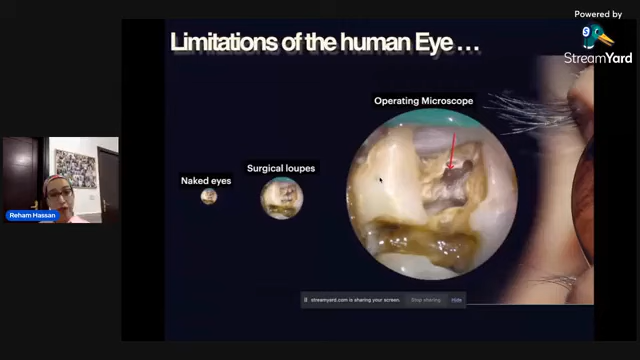 Powered by
StreamYard
Limitations of the human Eye ...
Operating Microscope
Surgical loupes
Naked eyes
Reham Hassan
streamyard.com is sharing your screen.
Stop sharing
Hide